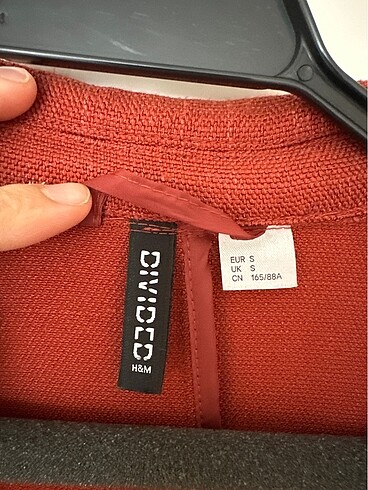 DIVIDED
H&M
EUR S
UK S
CN 165/88A